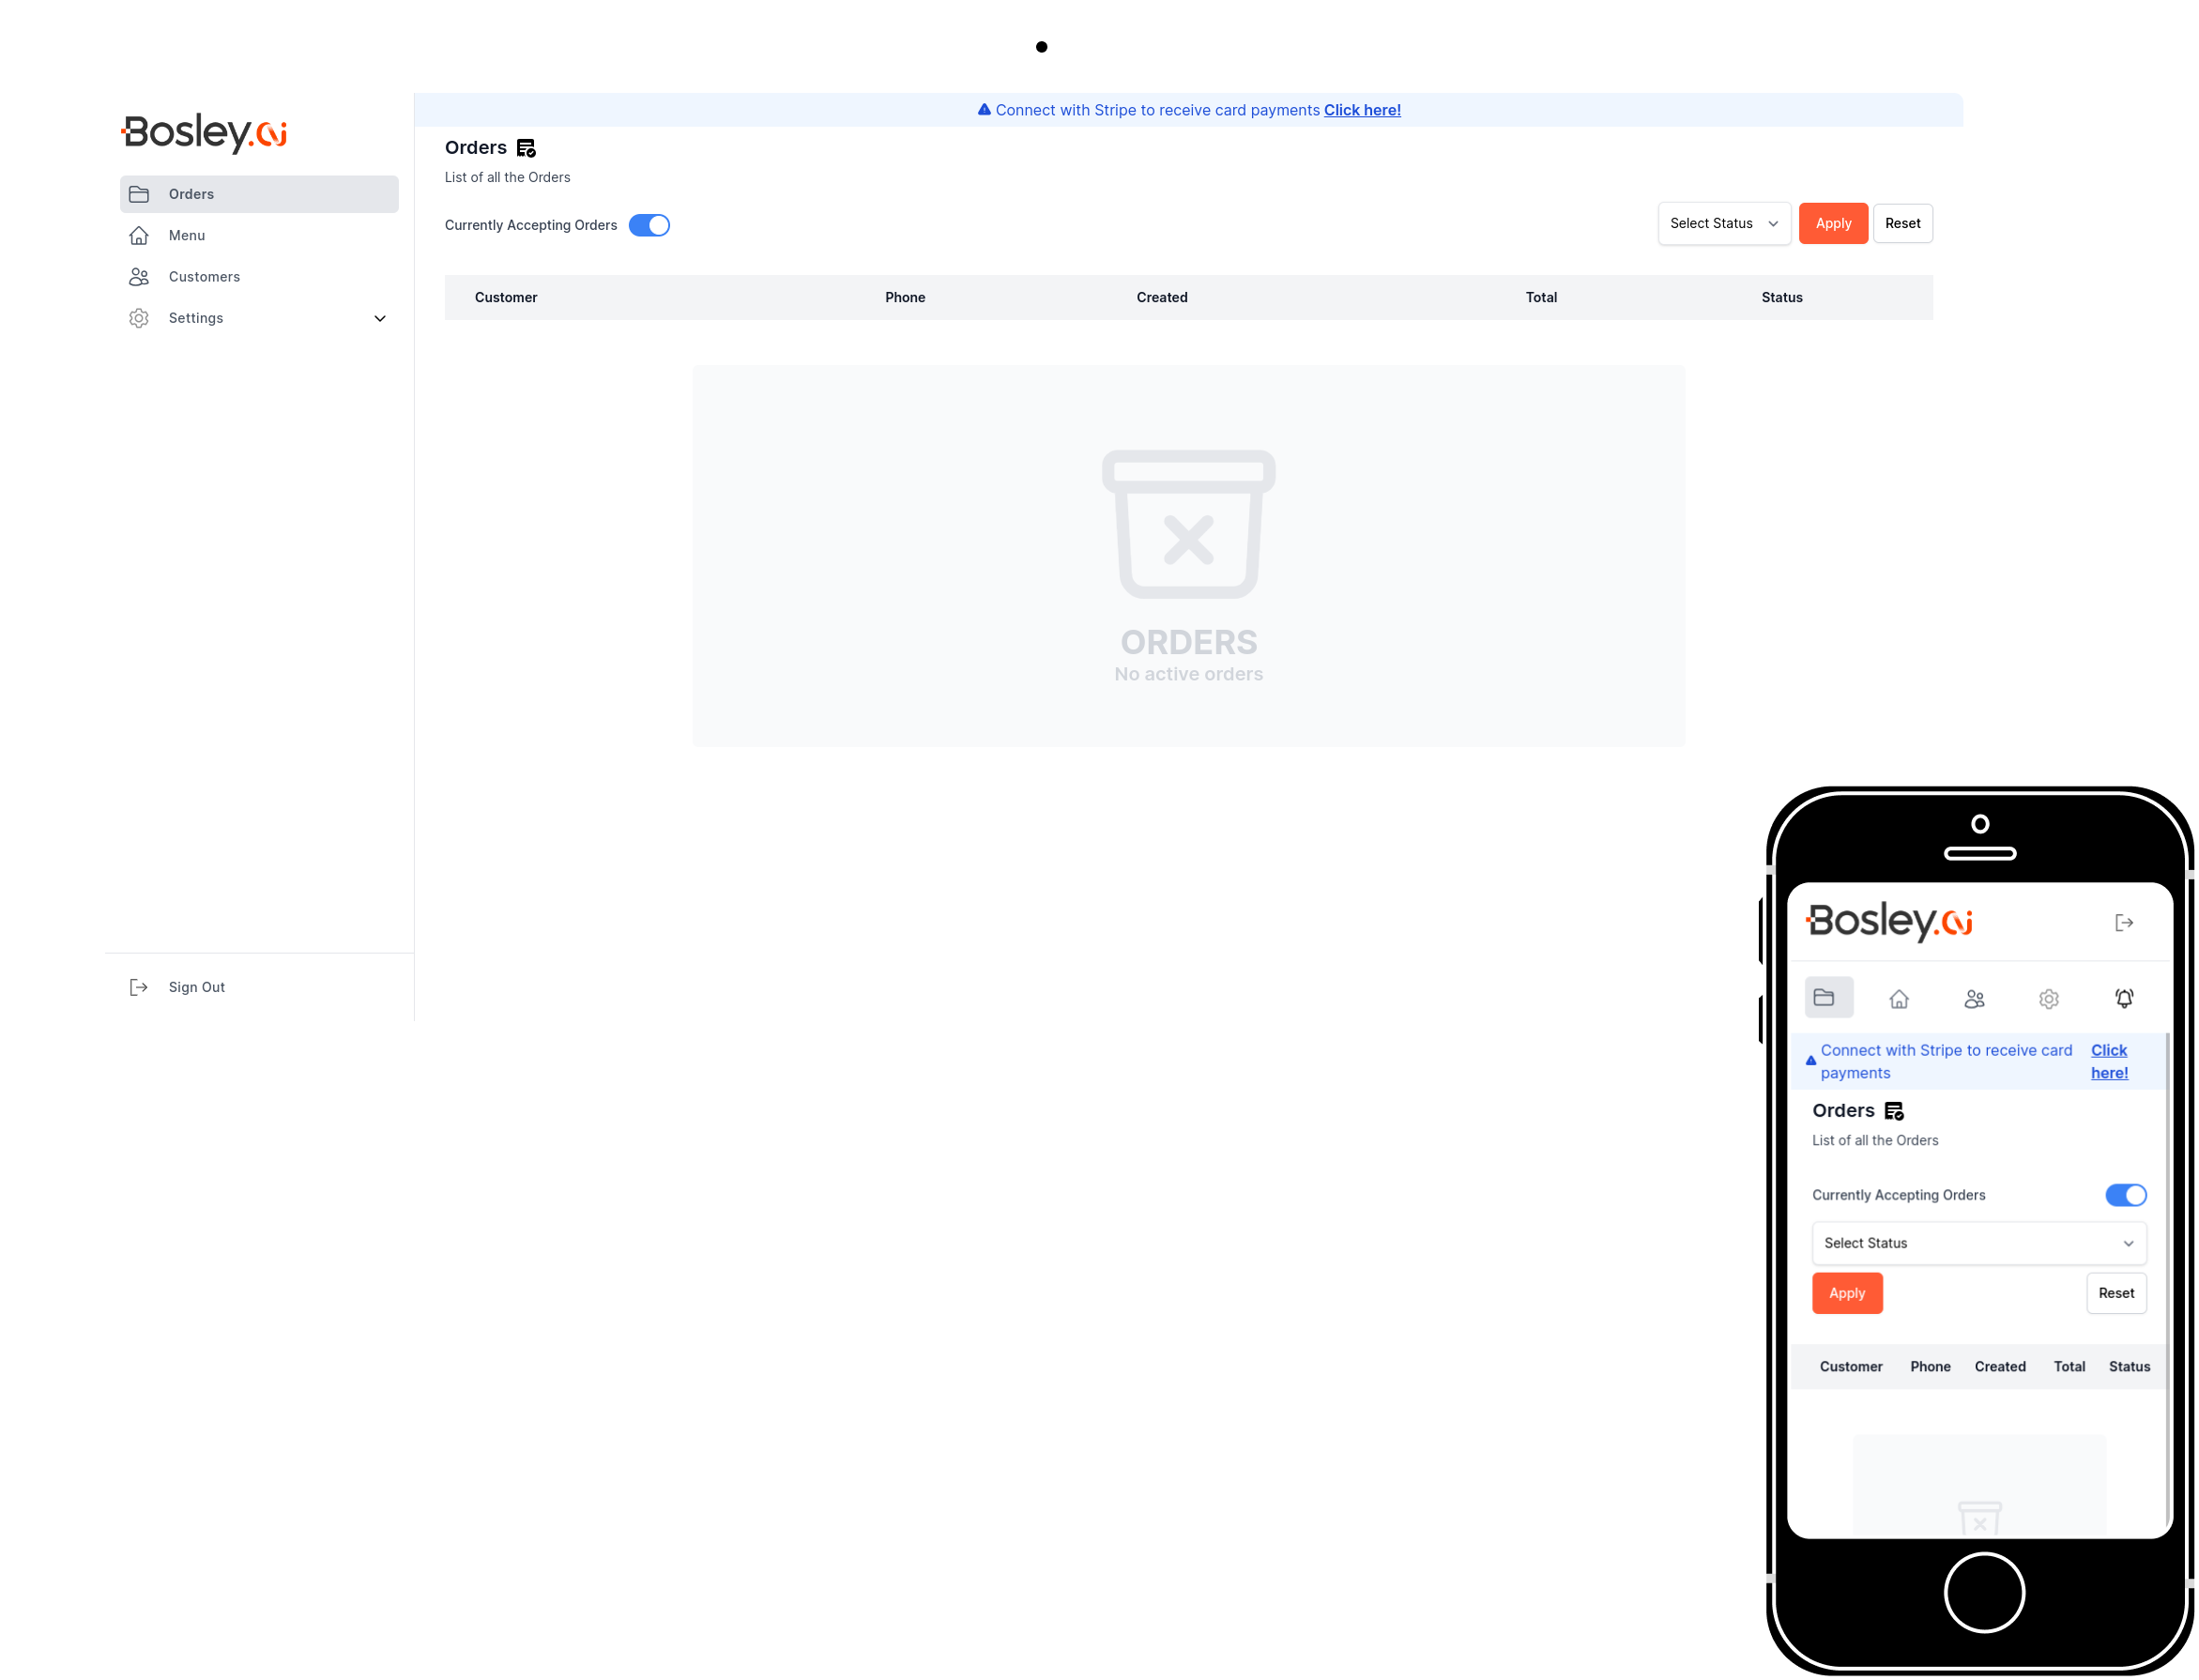 Bosley.ai
Orders
Menu
Customers
Settings
Sign Out
Connect with Stripe to receive card payments Click here!
Orders
List of all the Orders
Currently Accepting Orders
Select Status
Apply
Reset
Customer Phone Created Total Status
ORDERS
No active orders
Bosley.ai
Connect with Stripe to receive card Click
payments here!
Orders
List of all the Orders
Currently Accepting Orders
Select Status
Apply
Reset
Customer Phone Created Total Status